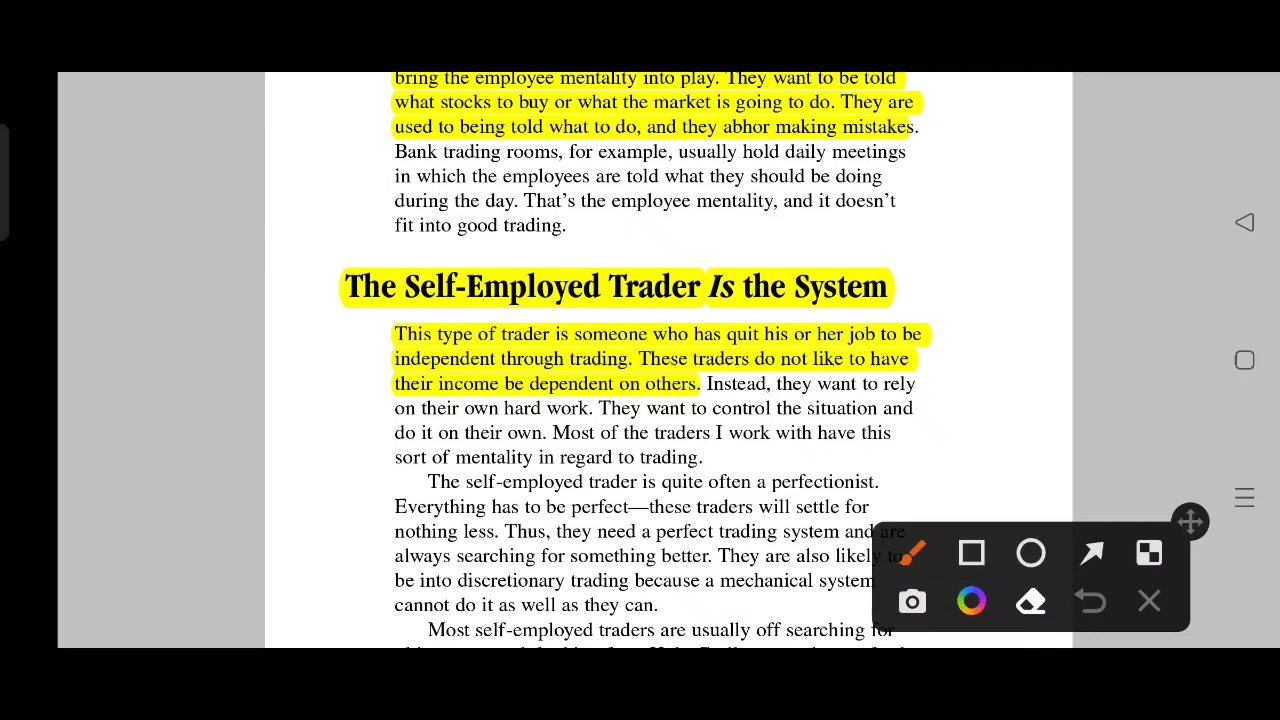 bring the employee mentality into play. They want to be told
what stocks to buy or what the market is going to do. They are
used to being told what to do, and they abhor making mistakes.
Bank trading rooms, for example, usually hold daily meetings
in which the employees are told what they should be doing
during the day. That's the employee mentality, and it doesn't
fit into good trading.
The Self-Employed Trader Is the System
This type of trader is someone who has quit his or her job to be
independent through trading. These traders do not like to have
their income be dependent on others. Instead, they want to rely
on their own hard work. They want to control the situation and
do it on their own. Most of the traders I work with have this
sort of mentality in regard to trading.
The self-employed trader is quite often a perfectionist.
Everything has to be perfect—these traders will settle for
nothing less. Thus, they need a perfect trading system and are
always searching for something better. They are also likely to
be into discretionary trading because a mechanical system
cannot do it as well as they can.
Most self-employed traders are usually off searching for